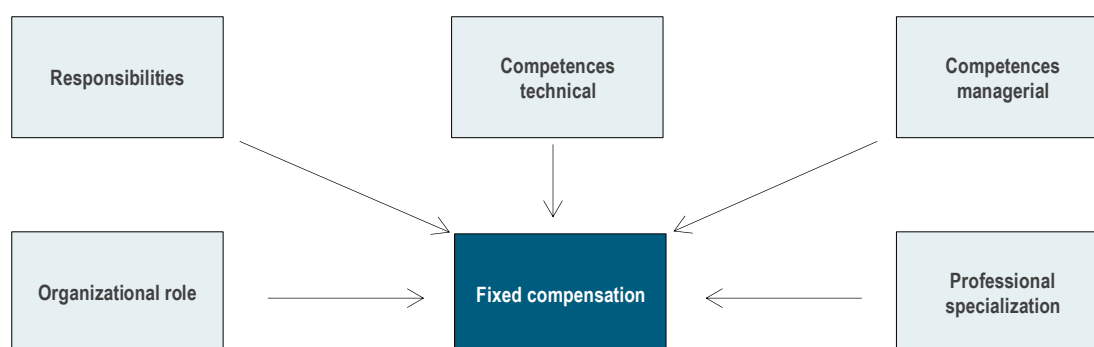 Responsibilities
Competences
technical
Competences
managerial
Organizational role
Fixed compensation
Professional
specialization